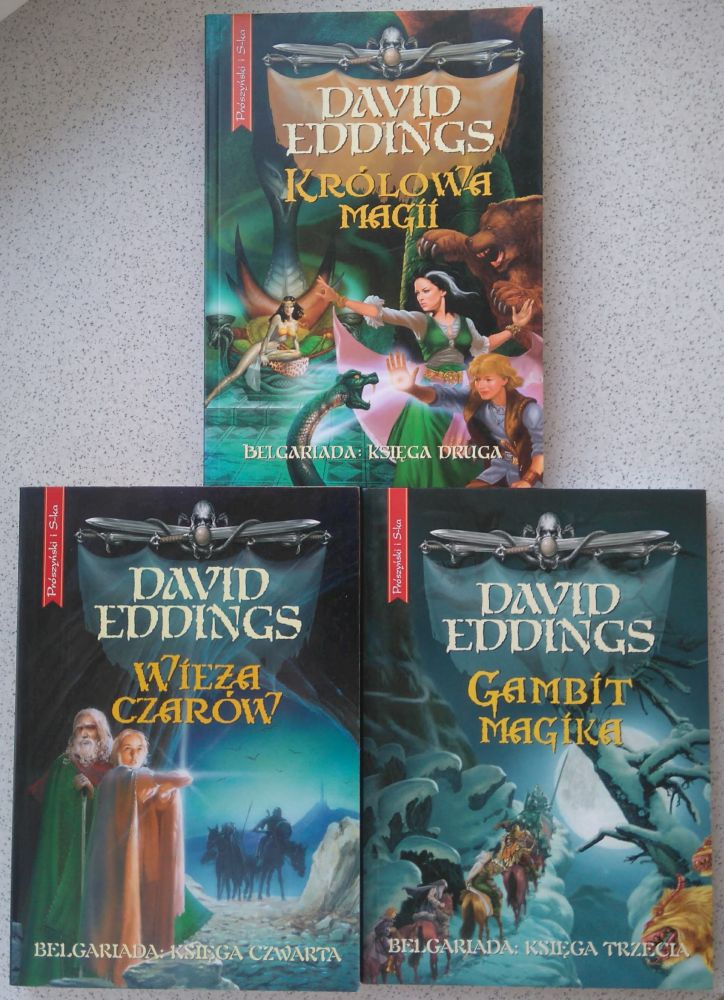 Prószyński i S-ka
DAVID
EDDINGS
KRÓLOWA
MAGII
BELGARIADA: KSIĘGA DRUGA
Prószyński i S-ka
DAVID
EDDINGS
WIEŻA
CZARÓW
BELGARIADA: KSIĘGA CZWARTA
Prószyński i S-ka
DAVID
EDDINGS
GAMBIT
MAGIKA
BELGARIADA: KSIĘGA TRZECIA